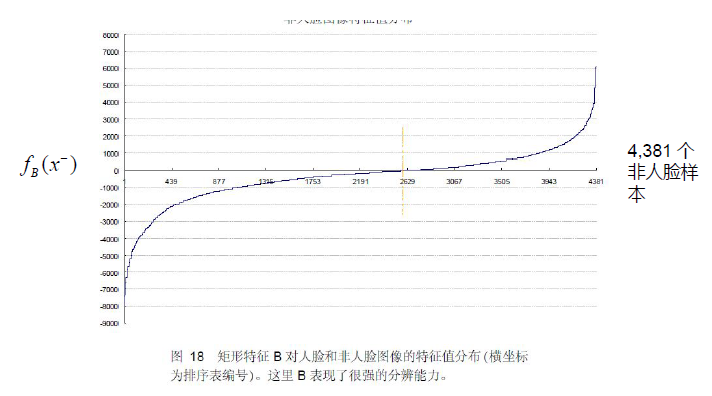 非人脸图像特征值分布
8000
7000
6000
5000
4000
3000
2000
1000
0
-1000
-2000
-3000
-4000
-5000
-6000
-7000
-8000
-9000
439 877 1315 1753 2191 2629 3067 3505 3943 4381
f_B(x⁻)
4,381 个
非人脸样
本
图 18 矩形特征 B 对人脸和非人脸图像的特征值分布(横坐标
为排序表编号)。这里 B 表现了很强的分辨能力。